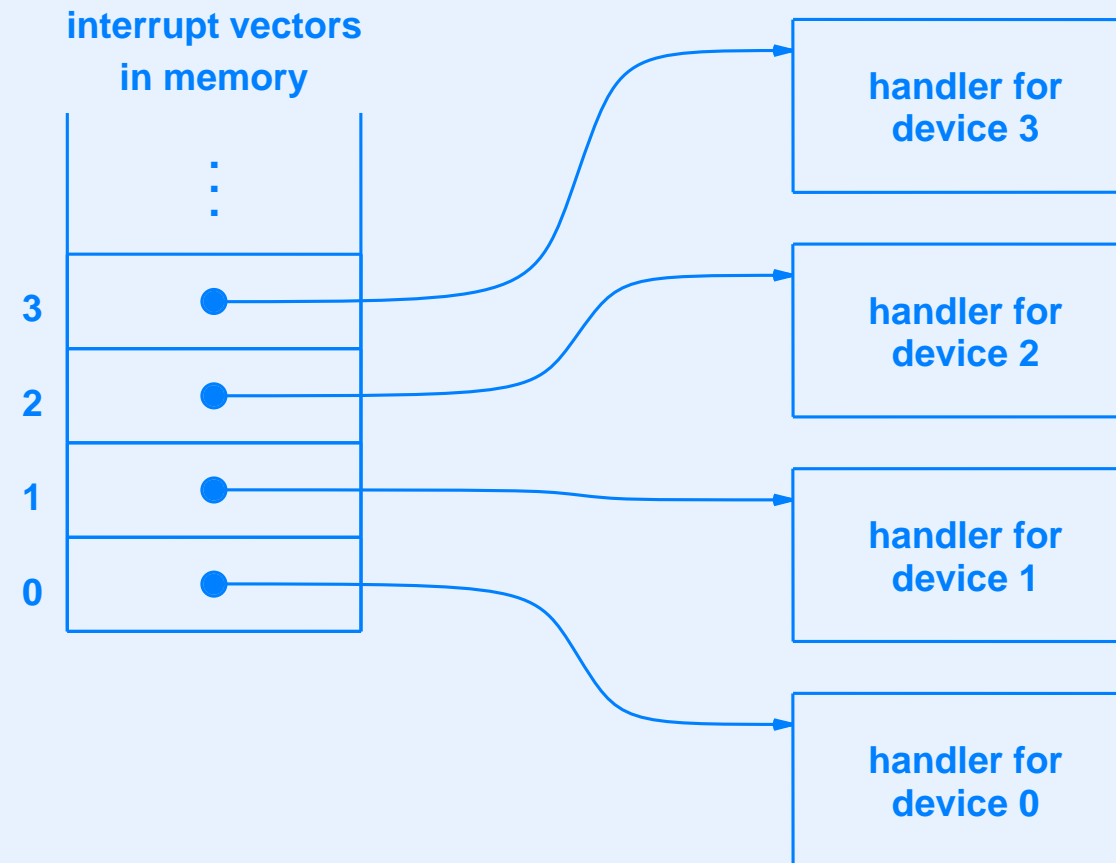 interrupt vectors
in memory
handler for
device 3
3
handler for
device 2
2
handler for
device 1
1
handler for
device 0
0